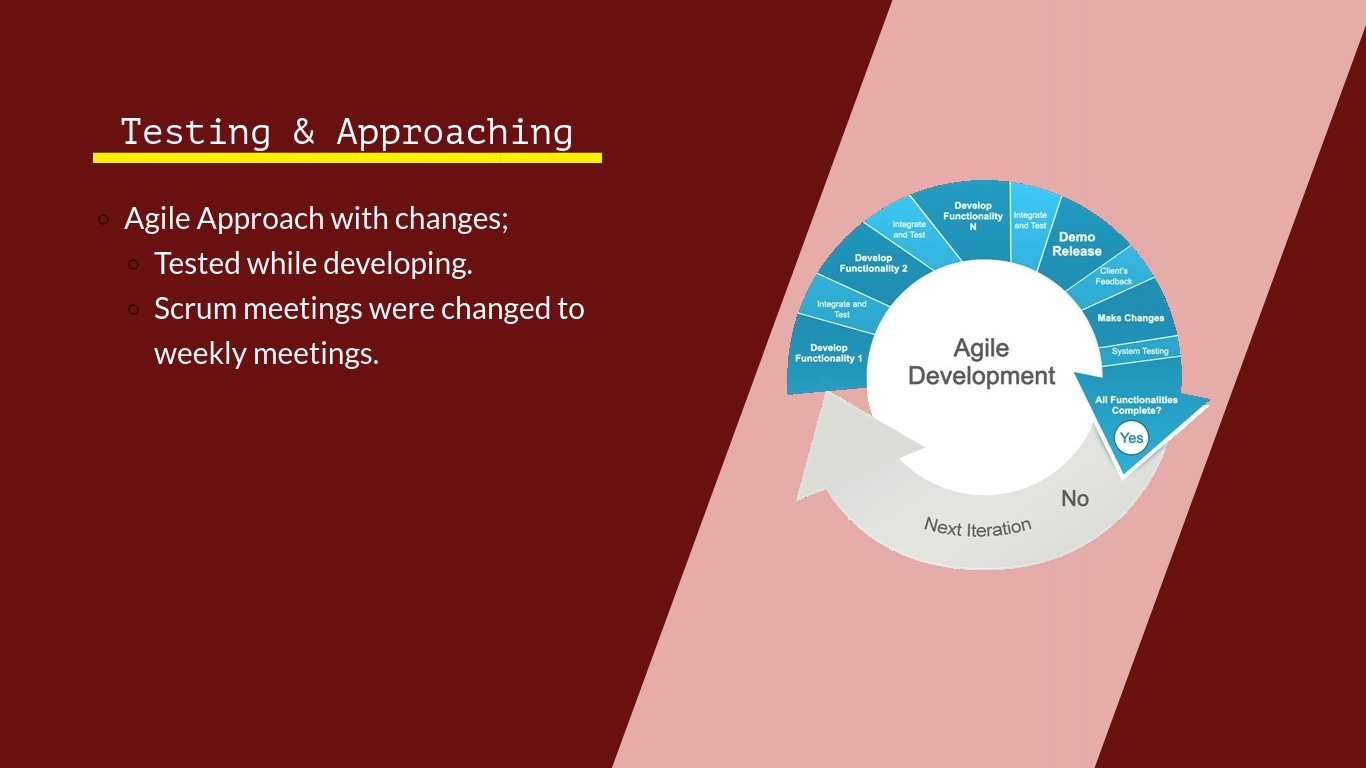 Testing & Approaching
Agile Approach with changes;
Tested while developing.
Scrum meetings were changed to
weekly meetings.
Develop
Functionality 1
Integrate and
Test
Develop
Functionality 2
Integrate
and Test
Develop
Functionality
N
Integrate
and Test
Demo
Release
Client's
Feedback
Make Changes
System Testing
All Functionalities
Complete?
Yes
No
Next Iteration
Agile
Development